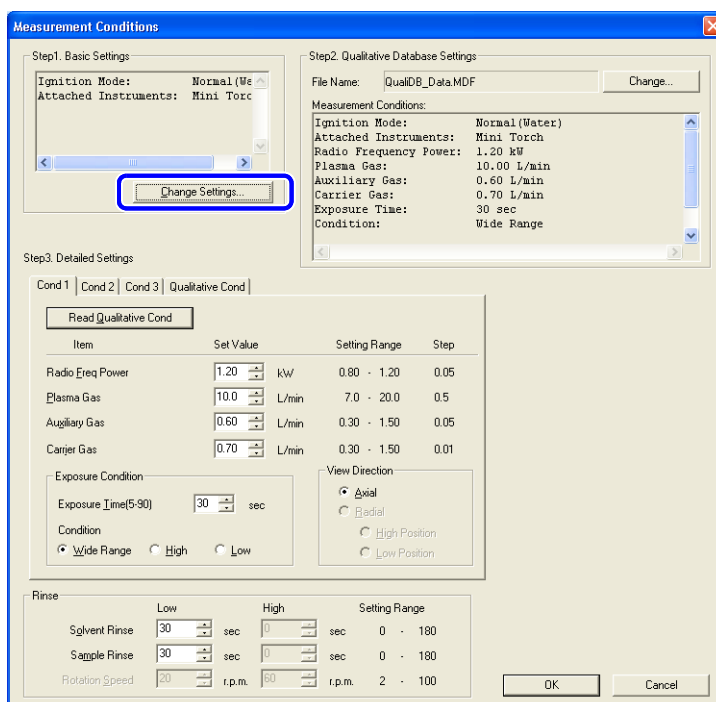 Measurement Conditions
Step1. Basic Settings
Ignition Mode: Normal(Wa
Attached Instruments: Mini Torc
Change Settings...
Step2. Qualitative Database Settings
File Name: QualiDB_Data.MDF Change...
Measurement Conditions:
Ignition Mode: Normal(Water)
Attached Instruments: Mini Torch
Radio Frequency Power: 1.20 kW
Plasma Gas: 10.00 L/min
Auxiliary Gas: 0.60 L/min
Carrier Gas: 0.70 L/min
Exposure Time: 30 sec
Condition: Wide Range
Step3. Detailed Settings
Cond 1 Cond 2 Cond 3 Qualitative Cond
Read Qualitative Cond
Item Set Value Setting Range Step
Radio Freq Power 1.20 kW 0.80 - 1.20 0.05
Plasma Gas 10.0 L/min 7.0 - 20.0 0.5
Auxiliary Gas 0.60 L/min 0.30 - 1.50 0.05
Carrier Gas 0.70 L/min 0.30 - 1.50 0.01
Exposure Condition
Exposure Time(5-90) 30 sec
Condition
Wide Range High Low
View Direction
Axial
Radial
High Position
Low Position
Rinse
Low High Setting Range
Solvent Rinse 30 sec 0 sec 0 - 180
Sample Rinse 30 sec 0 sec 0 - 180
Rotation Speed 20 r.p.m. 60 r.p.m. 2 - 100
OK Cancel